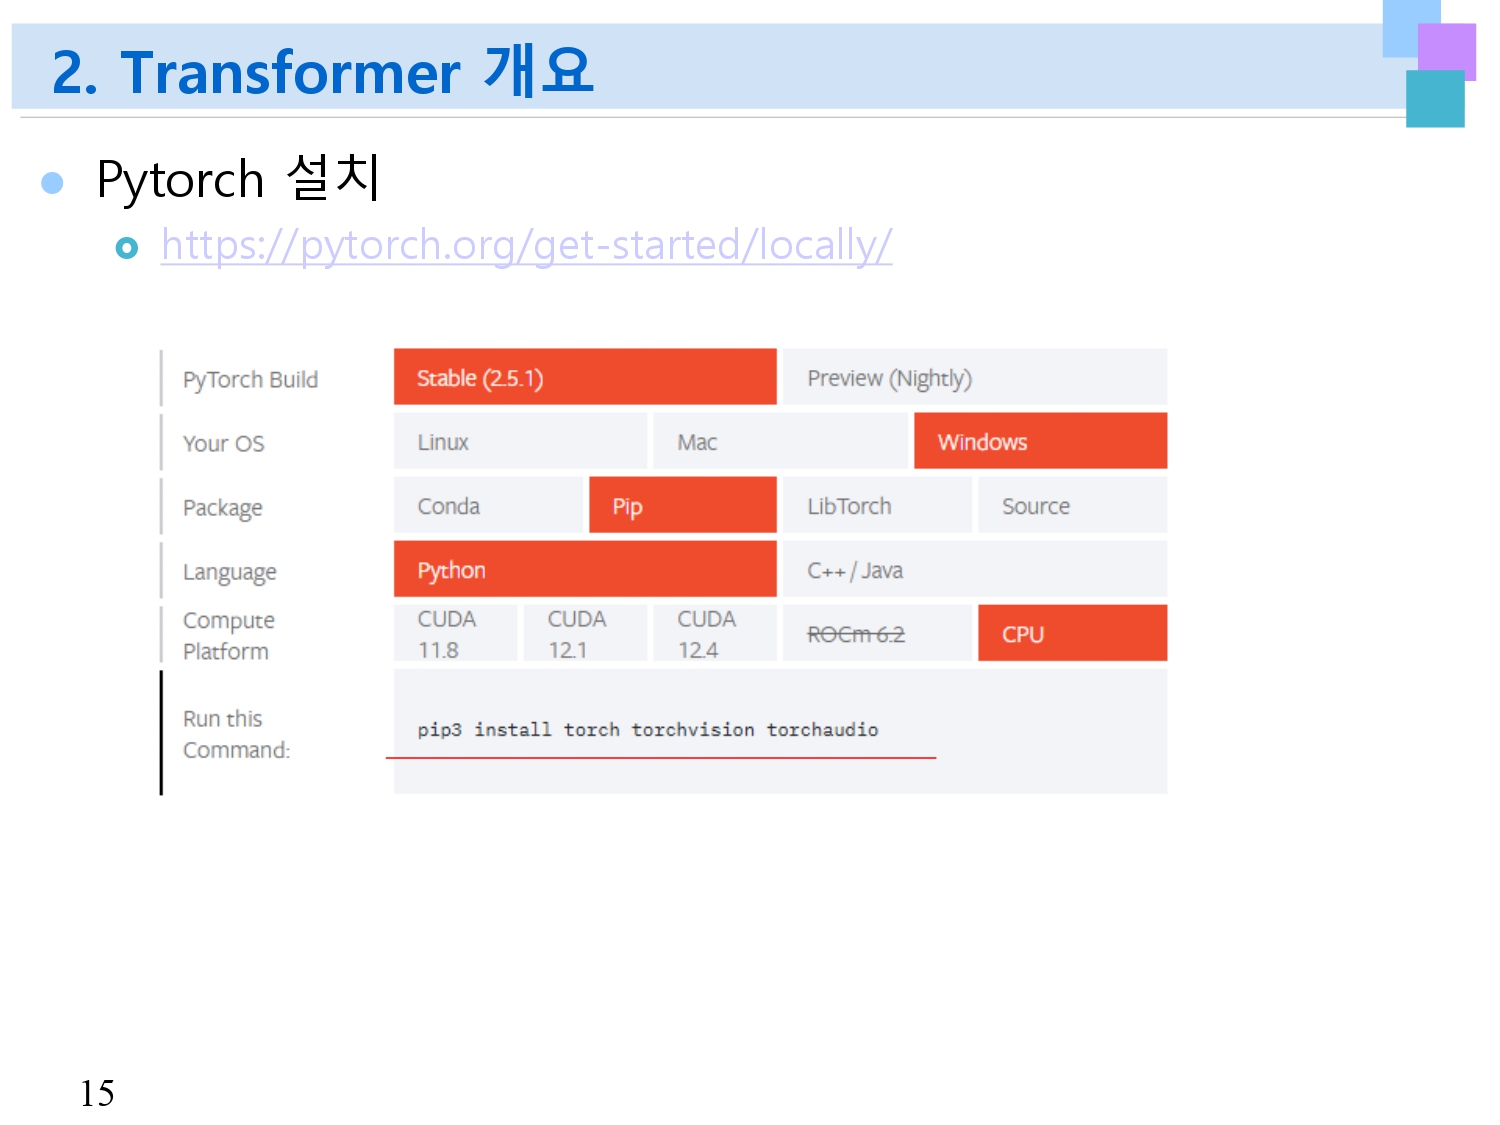 2. Transformer 개요
Pytorch 설치
https://pytorch.org/get-started/locally/
PyTorch Build
Stable (2.5.1)
Preview (Nightly)
Your OS
Linux
Mac
Windows
Package
Conda
Pip
LibTorch
Source
Language
Python
C++ / Java
Compute
Platform
CUDA
11.8
CUDA
12.1
CUDA
12.4
ROCm 6.2
CPU
Run this
Command:
pip3 install torch torchvision torchaudio
15